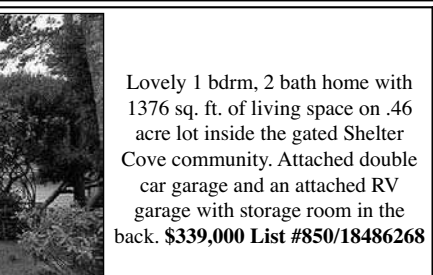 Lovely 1 bdrm, 2 bath home with
1376 sq. ft. of living space on .46
acre lot inside the gated Shelter
Cove community. Attached double
car garage and an attached RV
garage with storage room in the
back. $339,000 List #850/18486268